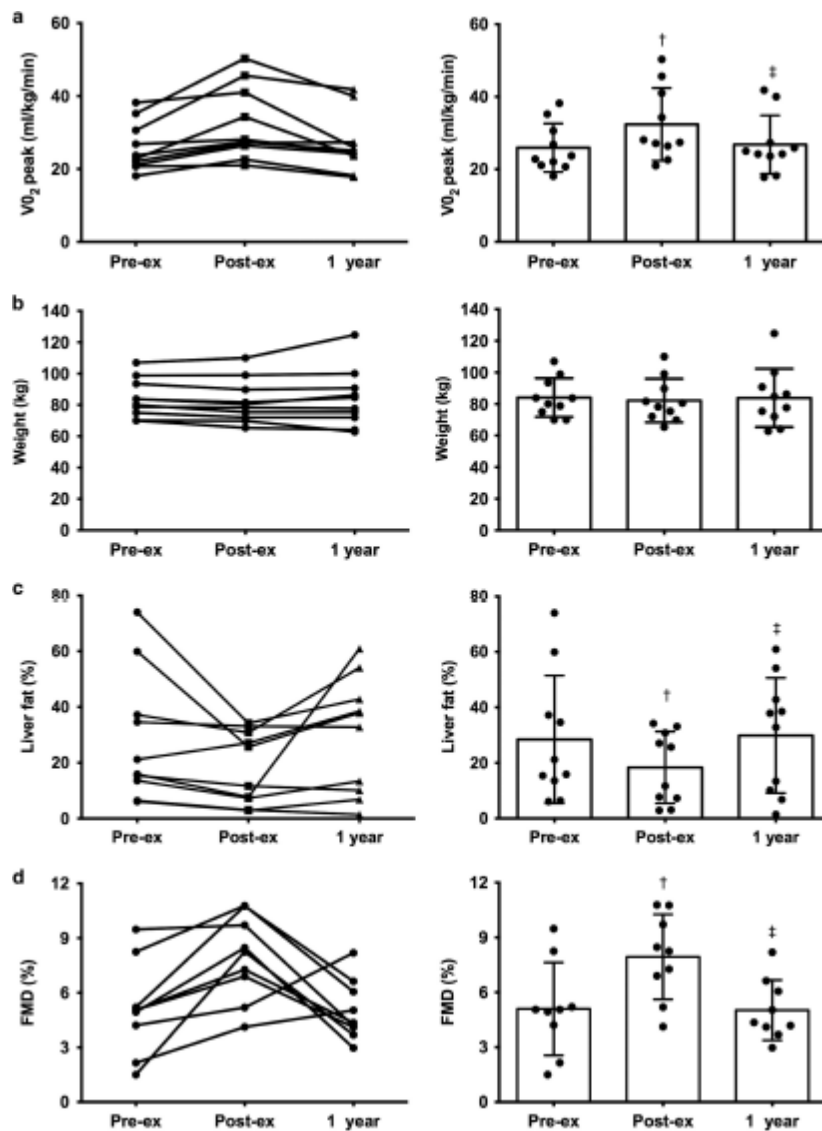 a
60
40
20
0
V0₂ peak (ml/kg/min)
Pre-ex Post-ex 1 year
60
40
20
0
V0₂ peak (ml/kg/min)
† ‡
Pre-ex Post-ex 1 year
b
140
120
100
80
60
40
20
0
Weight (kg)
Pre-ex Post-ex 1 year
140
120
100
80
60
40
20
0
Weight (kg)
Pre-ex Post-ex 1 year
c
80
60
40
20
0
Liver fat (%)
Pre-ex Post-ex 1 year
80
60
40
20
0
Liver fat (%)
† ‡
Pre-ex Post-ex 1 year
d
12
9
6
3
0
FMD (%)
Pre-ex Post-ex 1 year
12
9
6
3
0
FMD (%)
† ‡
Pre-ex Post-ex 1 year